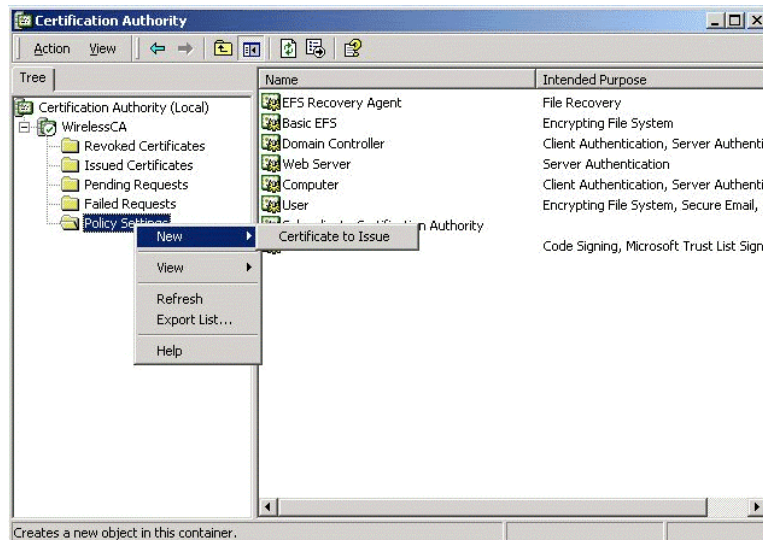 Certification Authority
Action View
Tree
Name Intended Purpose
Certification Authority (Local)
WirelessCA
Revoked Certificates
Issued Certificates
Pending Requests
Failed Requests
Policy Settings
EFS Recovery Agent File Recovery
Basic EFS Encrypting File System
Domain Controller Client Authentication, Server Authenti
Web Server Server Authentication
Computer Client Authentication, Server Authenti
User Encrypting File System, Secure Email,
Authority
Code Signing, Microsoft Trust List Sign
New
Certificate to Issue
View
Refresh
Export List...
Help
Creates a new object in this container.